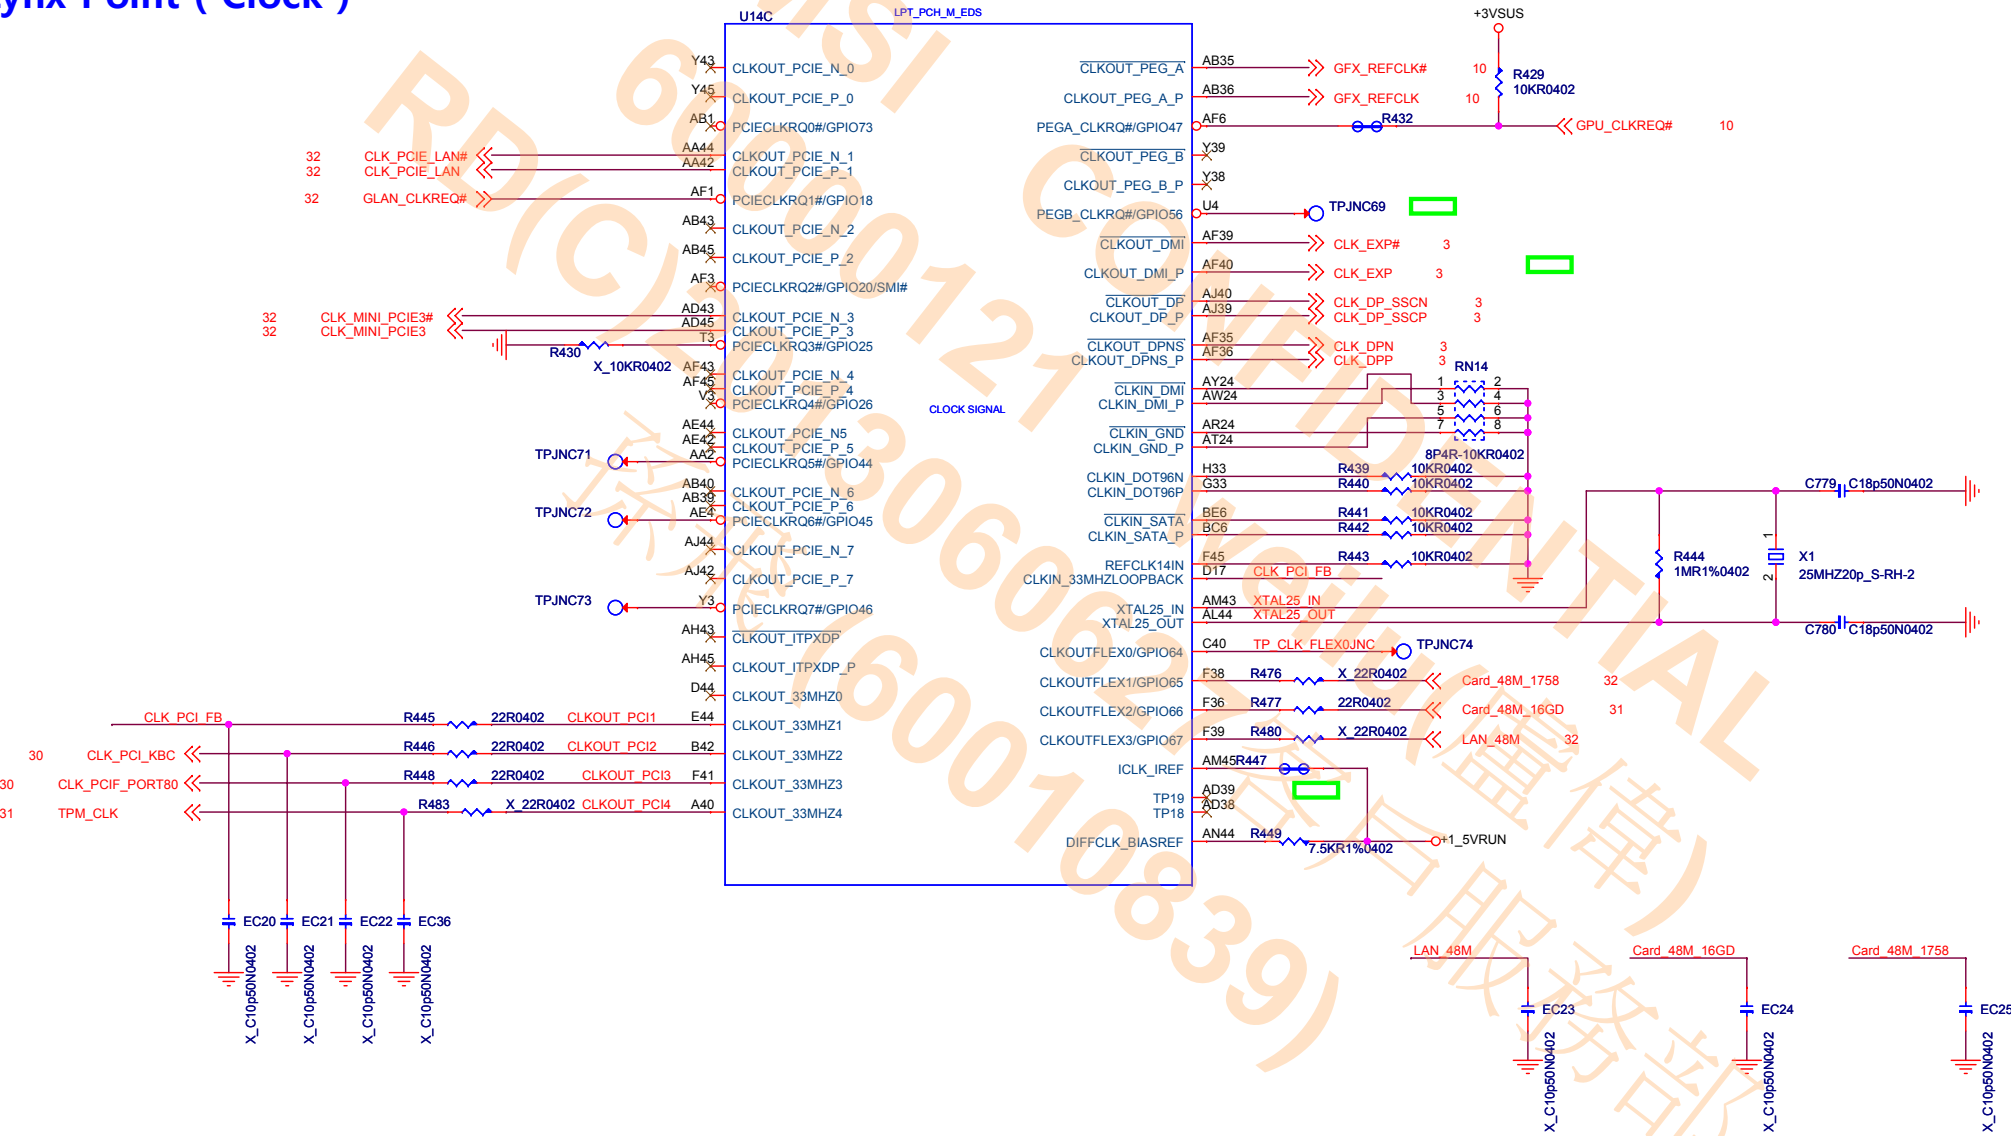 ynx Point ( Clock )
U14C
LPT_PCH_M_EDS
CLOCK SIGNAL
Y43 CLKOUT_PCIE_N_0
Y45 CLKOUT_PCIE_P_0
AB1 PCIECLKRQ0#/GPIO73
32 CLK_PCIE_LAN# AA44 CLKOUT_PCIE_N_1
32 CLK_PCIE_LAN AA42 CLKOUT_PCIE_P_1
32 GLAN_CLKREQ# AF1 PCIECLKRQ1#/GPIO18
AB43 CLKOUT_PCIE_N_2
AB45 CLKOUT_PCIE_P_2
AF3 PCIECLKRQ2#/GPIO20/SMI#
32 CLK_MINI_PCIE3# AD43 CLKOUT_PCIE_N_3
32 CLK_MINI_PCIE3 AD45 CLKOUT_PCIE_P_3
R430 X_10KR0402 T3 PCIECLKRQ3#/GPIO25
AF43 CLKOUT_PCIE_N_4
AF45 CLKOUT_PCIE_P_4
V3 PCIECLKRQ4#/GPIO26
AE44 CLKOUT_PCIE_N5
AE42 CLKOUT_PCIE_P_5
TPJNC71 AA2 PCIECLKRQ5#/GPIO44
AB40 CLKOUT_PCIE_N_6
AB39 CLKOUT_PCIE_P_6
TPJNC72 AE4 PCIECLKRQ6#/GPIO45
AJ44 CLKOUT_PCIE_N_7
AJ42 CLKOUT_PCIE_P_7
TPJNC73 Y3 PCIECLKRQ7#/GPIO46
AH43 CLKOUT_ITPXDP
AH45 CLKOUT_ITPXDP_P
D44 CLKOUT_33MHZ0
CLK_PCI_FB R445 22R0402 CLKOUT_PCI1 E44 CLKOUT_33MHZ1
30 CLK_PCI_KBC R446 22R0402 CLKOUT_PCI2 B42 CLKOUT_33MHZ2
30 CLK_PCIF_PORT80 R448 22R0402 CLKOUT_PCI3 F41 CLKOUT_33MHZ3
31 TPM_CLK R483 X_22R0402 CLKOUT_PCI4 A40 CLKOUT_33MHZ4
EC20 EC21 EC22 EC36
X_C10p50N0402 X_C10p50N0402 X_C10p50N0402 X_C10p50N0402
+3VSUS
R429
10KR0402
CLKOUT_PEG_A AB35 GFX_REFCLK# 10
CLKOUT_PEG_A_P AB36 GFX_REFCLK 10
PEGA_CLKRQ#/GPIO47 AF6 R432 GPU_CLKREQ# 10
CLKOUT_PEG_B Y39
CLKOUT_PEG_B_P Y38
PEGB_CLKRQ#/GPIO56 U4 TPJNC69
CLKOUT_DMI AF39 CLK_EXP# 3
CLKOUT_DMI_P AF40 CLK_EXP 3
CLKOUT_DP AJ40 CLK_DP_SSCN 3
CLKOUT_DP_P AJ39 CLK_DP_SSCP 3
CLKOUT_DPNS AF35 CLK_DPN 3
CLKOUT_DPNS_P AF36 CLK_DPP 3
RN14
CLKIN_DMI AY24 1 2
CLKIN_DMI_P AW24 3 4
5 6
CLKIN_GND AR24 7 8
CLKIN_GND_P AT24
8P4R-10KR0402
CLKIN_DOT96N H33 R439 10KR0402
CLKIN_DOT96P G33 R440 10KR0402
CLKIN_SATA BE6 R441 10KR0402
CLKIN_SATA_P BC6 R442 10KR0402
REFCLK14IN F45 R443 10KR0402
CLKIN_33MHZLOOPBACK D17 CLK_PCI_FB
XTAL25_IN AM43 XTAL25_IN
XTAL25_OUT AL44 XTAL25_OUT
C779 C18p50N0402
R444
1MR1%0402
1
2
X1
25MHZ20p_S-RH-2
C780 C18p50N0402
CLKOUTFLEX0/GPIO64 C40 TP_CLK_FLEX0JNC TPJNC74
CLKOUTFLEX1/GPIO65 F38 R476 X_22R0402 Card_48M_1758 32
CLKOUTFLEX2/GPIO66 F36 R477 22R0402 Card_48M_16GD 31
CLKOUTFLEX3/GPIO67 F39 R480 X_22R0402 LAN_48M 32
ICLK_IREF AM45 R447
TP19 AD39
TP18 AD38
DIFFCLK_BIASREF AN44 R449 7.5KR1%0402 +1_5VRUN
LAN_48M Card_48M_16GD Card_48M_1758
EC23 EC24 EC25
X_C10p50N0402 X_C10p50N0402 X_C10p50N0402
MSI CONFIDENTIAL